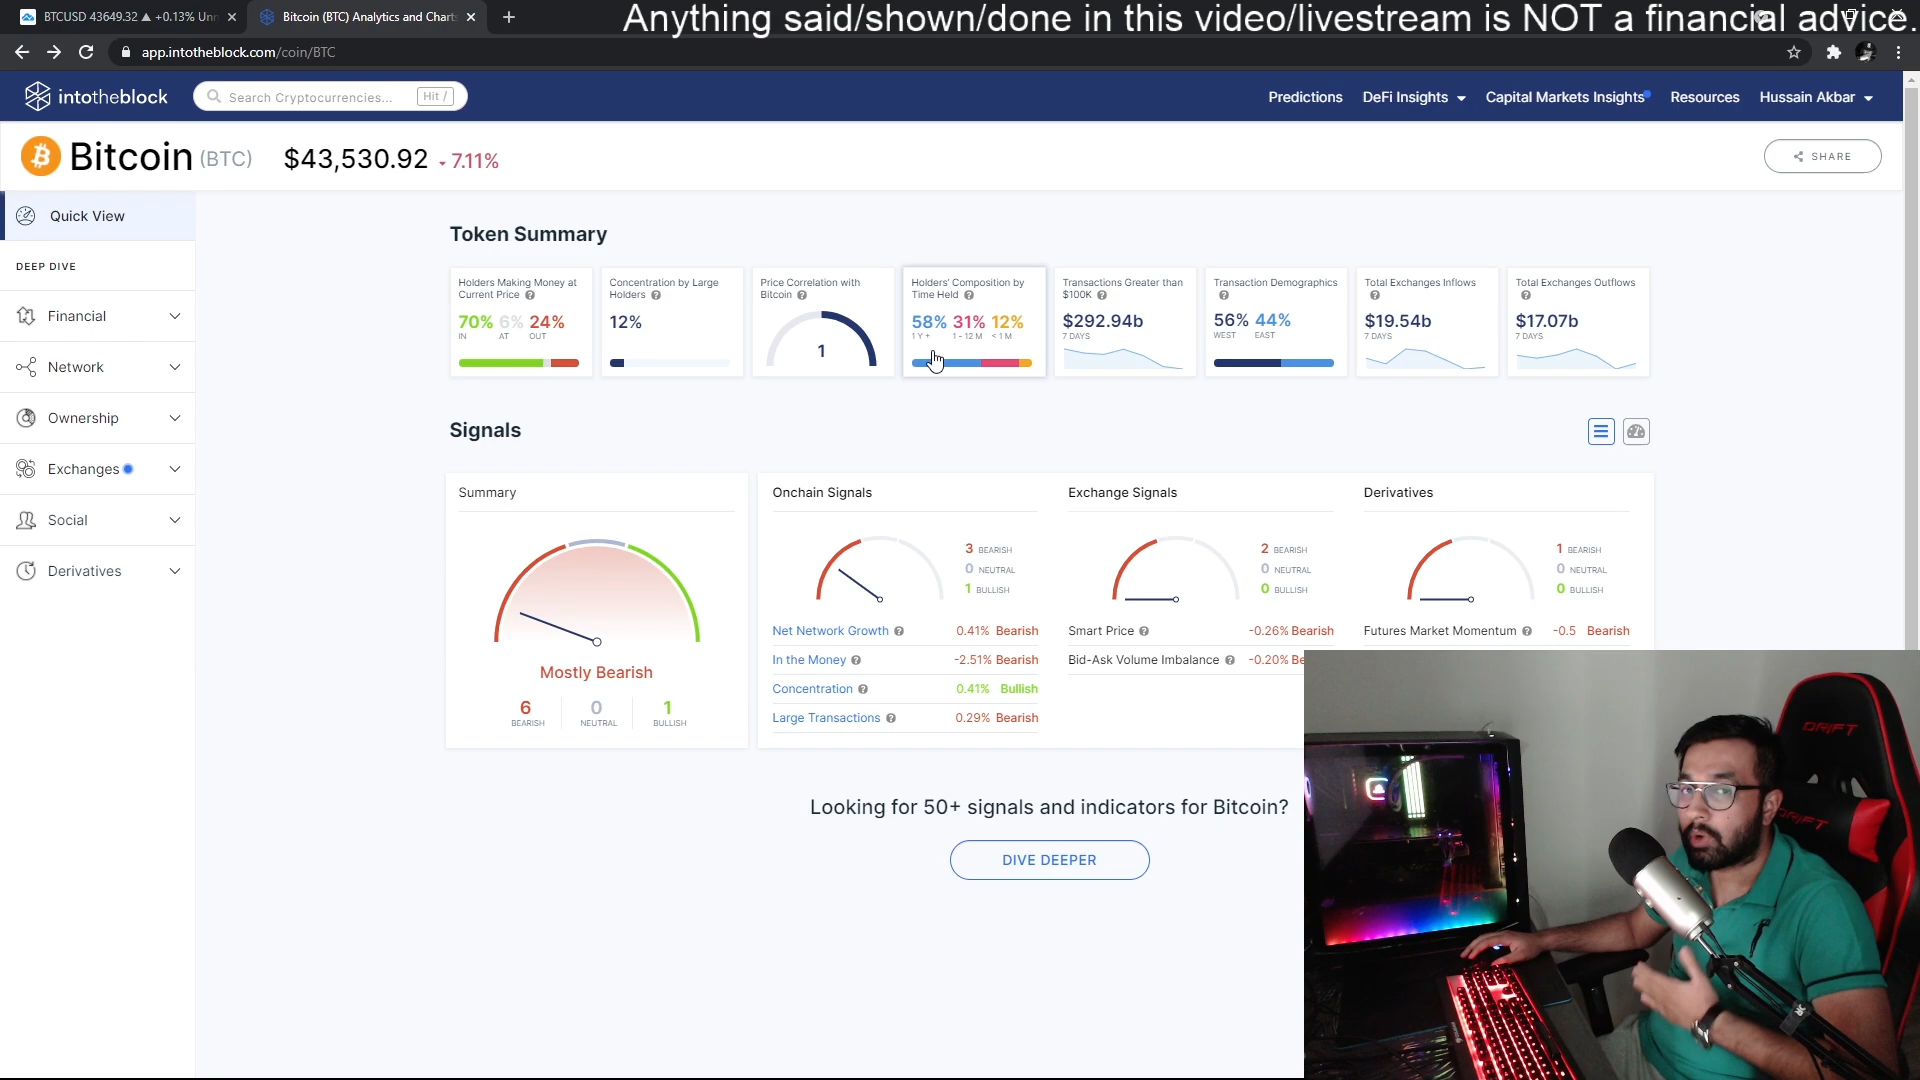 BTCUSD 43649.32 ▲ +0.13% Unn
Bitcoin (BTC) Analytics and Chart
Anything said/shown/done in this video/livestream is NOT a financial advice.
app.intotheblock.com/coin/BTC
intotheblock
Search Cryptocurrencies...
Hit /
Predictions
DeFi Insights
Capital Markets Insights
Resources
Hussain Akbar
Bitcoin (BTC)
$43,530.92
7.11%
SHARE
Quick View
DEEP DIVE
Financial
Network
Ownership
Exchanges
Social
Derivatives
Token Summary
Holders Making Money at
Current Price
70% 6% 24%
IN AT OUT
Concentration by Large
Holders
12%
Price Correlation with
Bitcoin
1
Holders' Composition by
Time Held
58% 31% 12%
1 Y + 1 - 12 M < 1 M
Transactions Greater than
$100K
$292.94b
7 DAYS
Transaction Demographics
56% 44%
WEST EAST
Total Exchanges Inflows
$19.54b
7 DAYS
Total Exchanges Outflows
$17.07b
7 DAYS
Signals
Summary
Mostly Bearish
6 0 1
BEARISH NEUTRAL BULLISH
Onchain Signals
3 BEARISH
0 NEUTRAL
1 BULLISH
Net Network Growth 0.41% Bearish
In the Money -2.51% Bearish
Concentration 0.41% Bullish
Large Transactions 0.29% Bearish
Exchange Signals
2 BEARISH
0 NEUTRAL
0 BULLISH
Smart Price -0.26% Bearish
Bid-Ask Volume Imbalance -0.20% Be
Derivatives
1 BEARISH
0 NEUTRAL
0 BULLISH
Futures Market Momentum -0.5 Bearish
Looking for 50+ signals and indicators for Bitcoin?
DIVE DEEPER
DRIFT
DRIFT